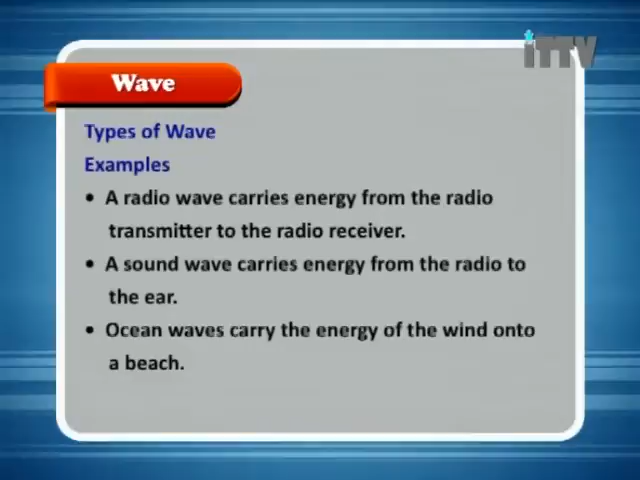 iTTV
Wave
Types of Wave
Examples
• A radio wave carries energy from the radio
transmitter to the radio receiver.
• A sound wave carries energy from the radio to
the ear.
• Ocean waves carry the energy of the wind onto
a beach.